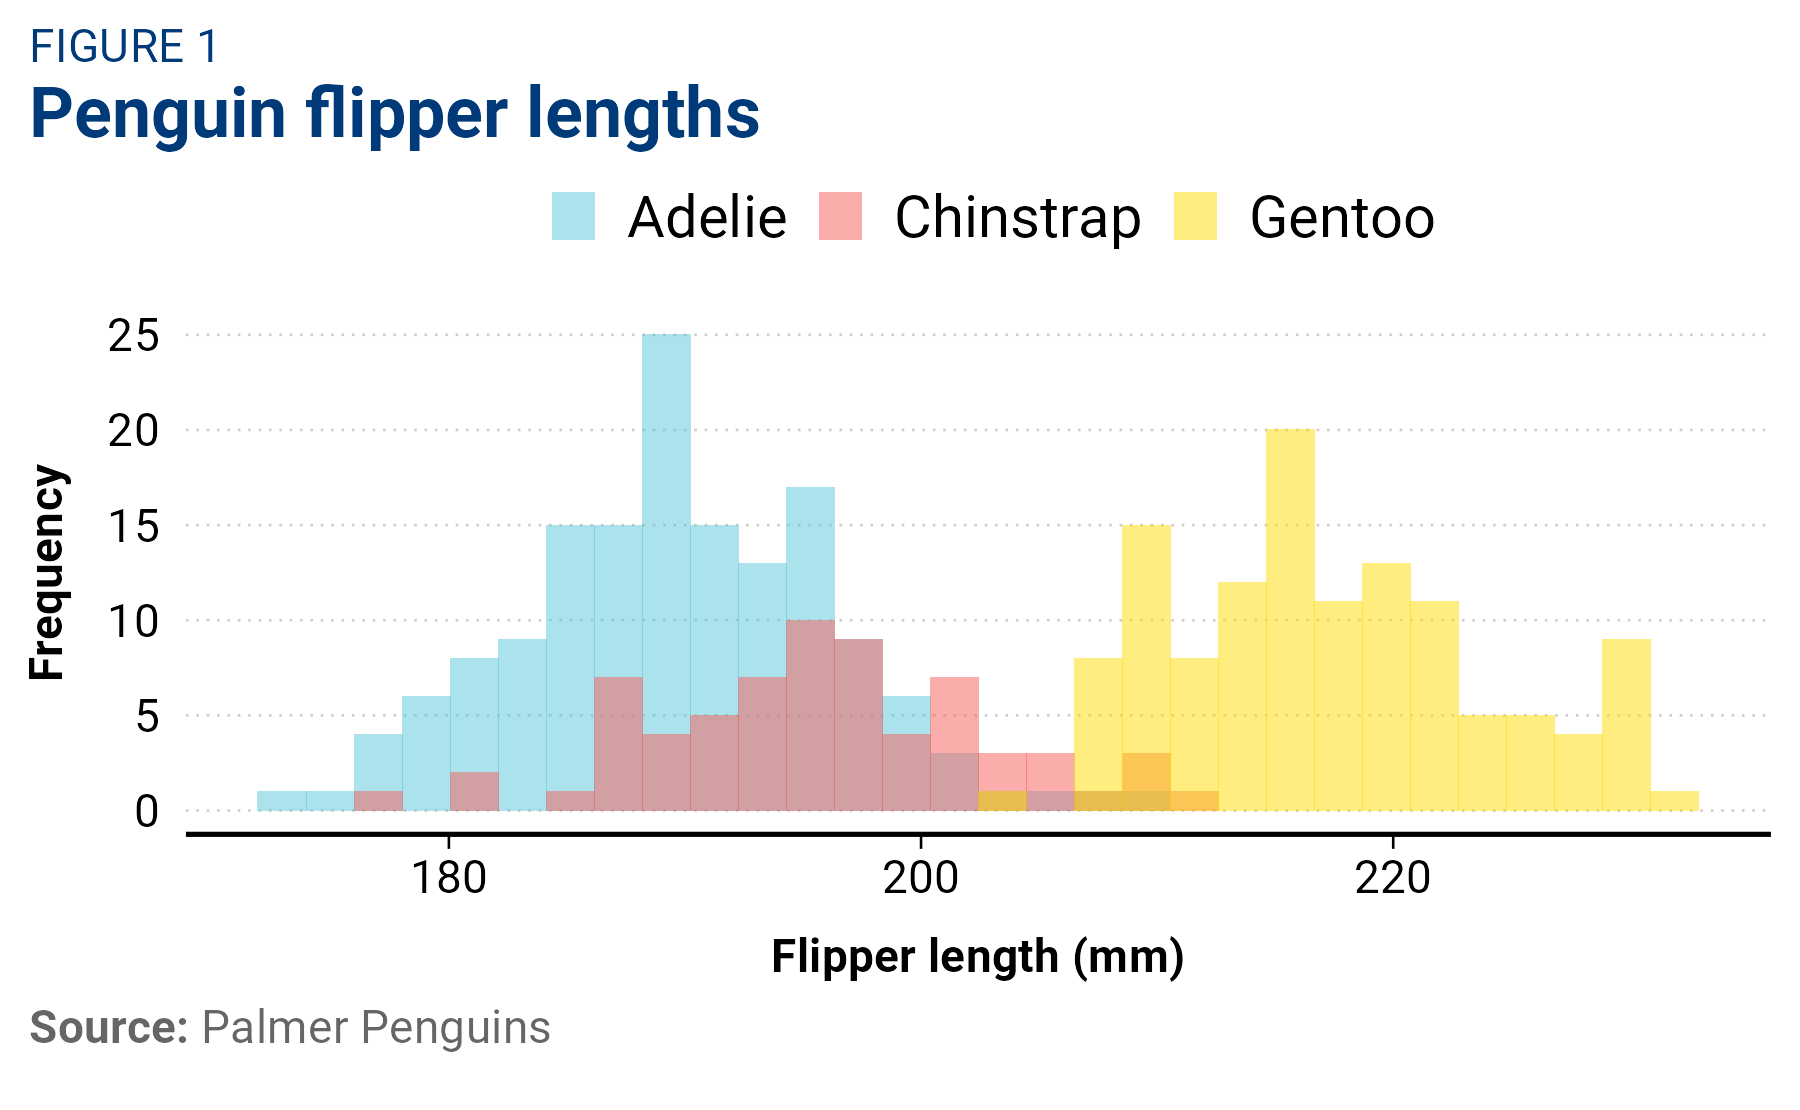 FIGURE 1
Penguin flipper lengths
Adelie Chinstrap Gentoo
25
20
15
10
5
0
Frequency
180 200 220
Flipper length (mm)
Source: Palmer Penguins